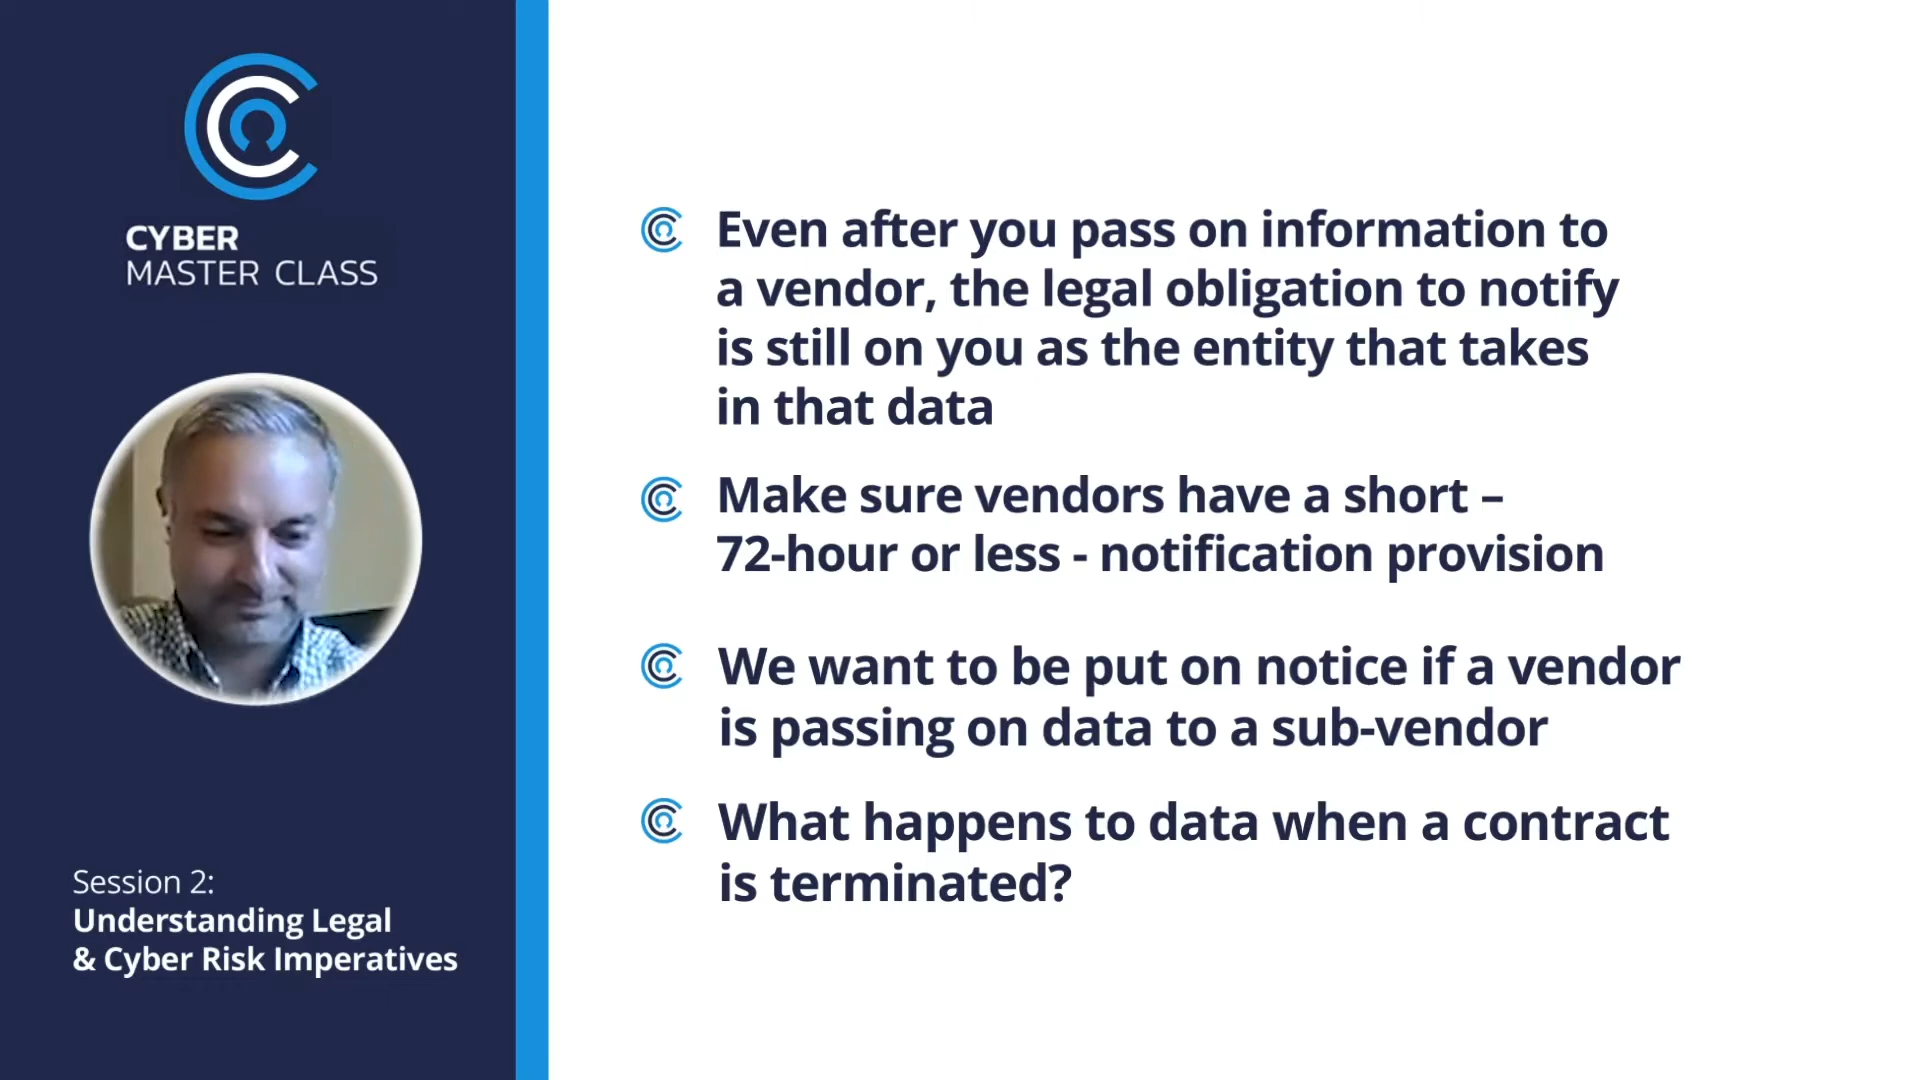 CYBER
MASTER CLASS
Session 2:
Understanding Legal
& Cyber Risk Imperatives
Even after you pass on information to
a vendor, the legal obligation to notify
is still on you as the entity that takes
in that data
Make sure vendors have a short –
72-hour or less - notification provision
We want to be put on notice if a vendor
is passing on data to a sub-vendor
What happens to data when a contract
is terminated?